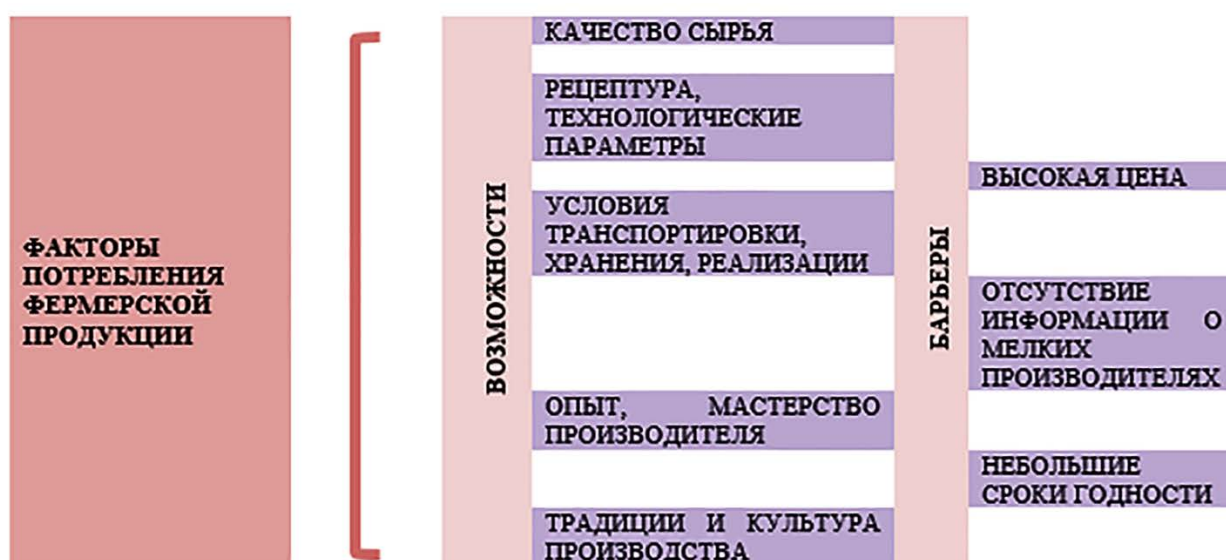 ФАКТОРЫ
ПОТРЕБЛЕНИЯ
ФЕРМЕРСКОЙ
ПРОДУКЦИИ
ВОЗМОЖНОСТИ
КАЧЕСТВО СЫРЬЯ
РЕЦЕПТУРА,
ТЕХНОЛОГИЧЕСКИЕ
ПАРАМЕТРЫ
УСЛОВИЯ
ТРАНСПОРТИРОВКИ,
ХРАНЕНИЯ, РЕАЛИЗАЦИИ
ОПЫТ, МАСТЕРСТВО
ПРОИЗВОДИТЕЛЯ
ТРАДИЦИИ И КУЛЬТУРА
ПРОИЗВОДСТВА
БАРЬЕРЫ
ВЫСОКАЯ ЦЕНА
ОТСУТСТВИЕ
ИНФОРМАЦИИ О
МЕЛКИХ
ПРОИЗВОДИТЕЛЯХ
НЕБОЛЬШИЕ
СРОКИ ГОДНОСТИ